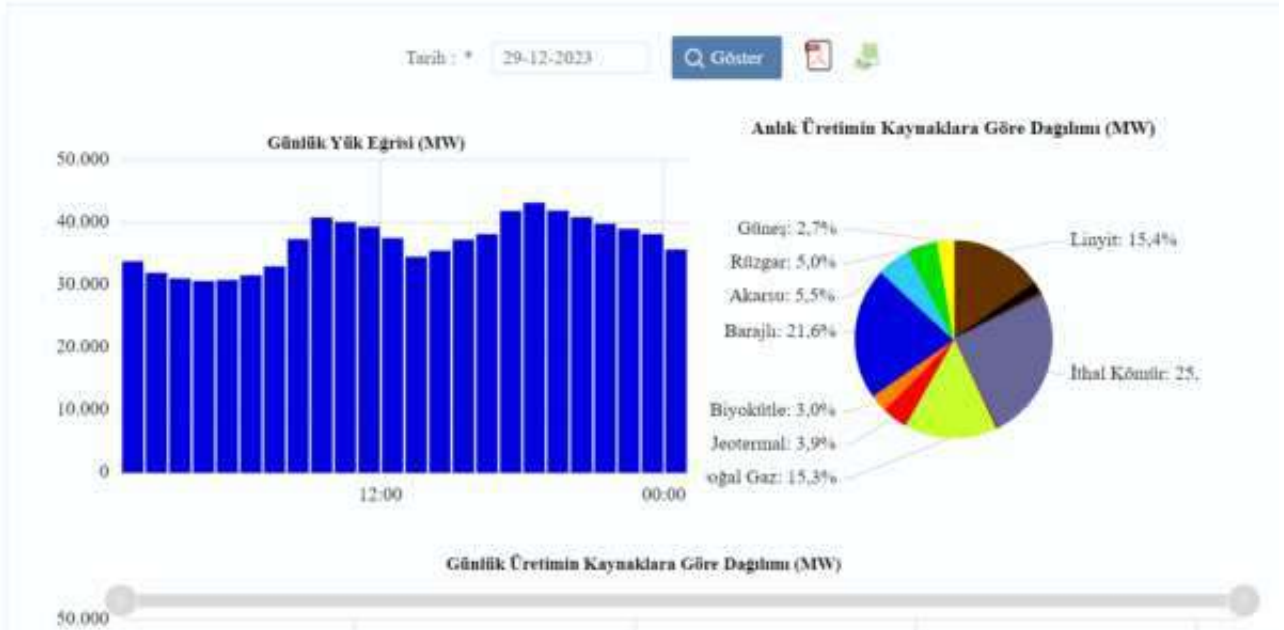 Tarih : * 29-12-2023 Göster
Günlük Yük Eğrisi (MW)
50.000
40.000
30.000
20.000
10.000
0
12:00
00:00
Anlık Üretimin Kaynaklara Göre Dağılımı (MW)
Güneş: 2,7%
Rüzgar: 5,0%
Akarsu: 5,5%
Barajlı: 21,6%
Biyokütle: 3,0%
Jeotermal: 3,9%
oğal Gaz: 15,3%
Linyit: 15,4%
İthal Kömür: 25,
Günlük Üretimin Kaynaklara Göre Dağılımı (MW)
50.000